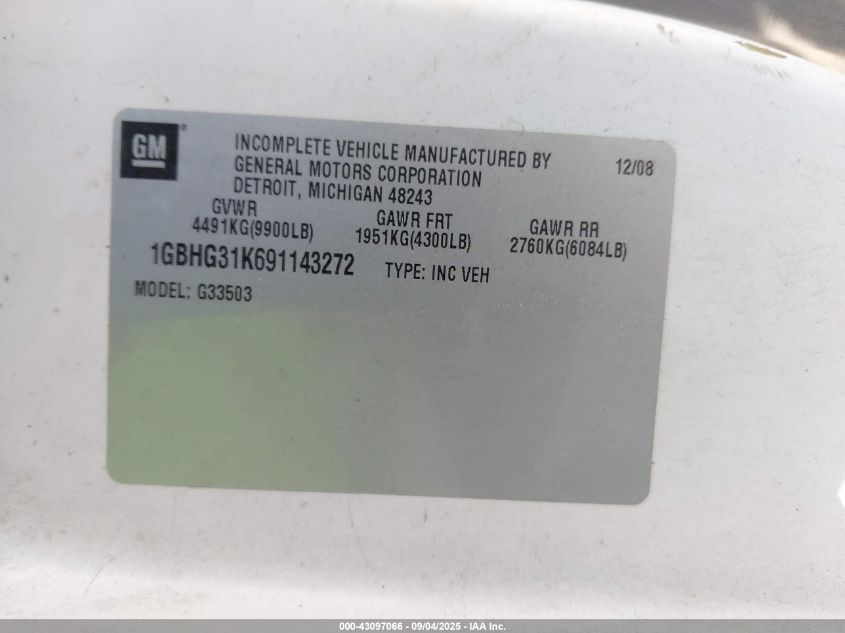 GM®
INCOMPLETE VEHICLE MANUFACTURED BY
GENERAL MOTORS CORPORATION
DETROIT, MICHIGAN 48243
12/08
GVWR
4491KG(9900LB)
GAWR FRT
1951KG(4300LB)
GAWR RR
2760KG(6084LB)
1GBHG31K691143272
TYPE: INC VEH
MODEL: G33503
000-43097066 - 09/04/2025 - IAA Inc.